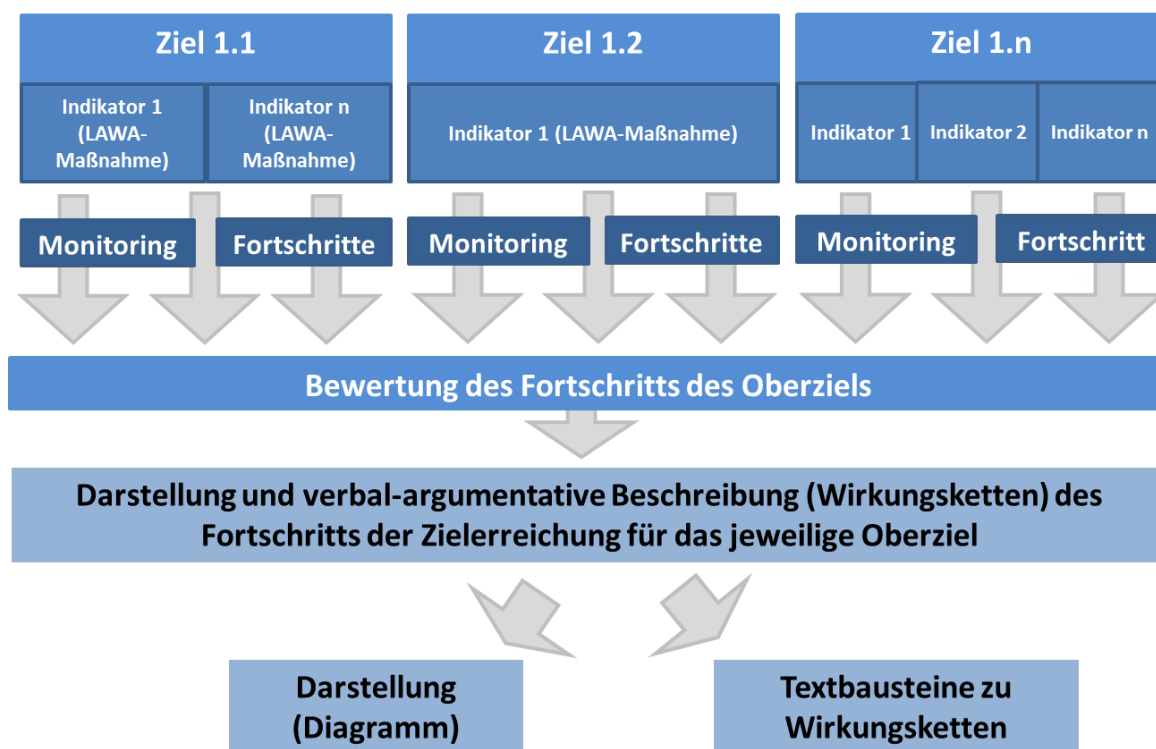 Ziel 1.1
Ziel 1.2
Ziel 1.n
Indikator 1
(LAWA-
Maßnahme)
Indikator n
(LAWA-
Maßnahme)
Indikator 1 (LAWA-Maßnahme)
Indikator 1
Indikator 2
Indikator n
Monitoring
Fortschritte
Monitoring
Fortschritte
Monitoring
Fortschritt
Bewertung des Fortschritts des Oberziels
Darstellung und verbal-argumentative Beschreibung (Wirkungsketten) des
Fortschritts der Zielerreichung für das jeweilige Oberziel
Darstellung
(Diagramm)
Textbausteine zu
Wirkungsketten